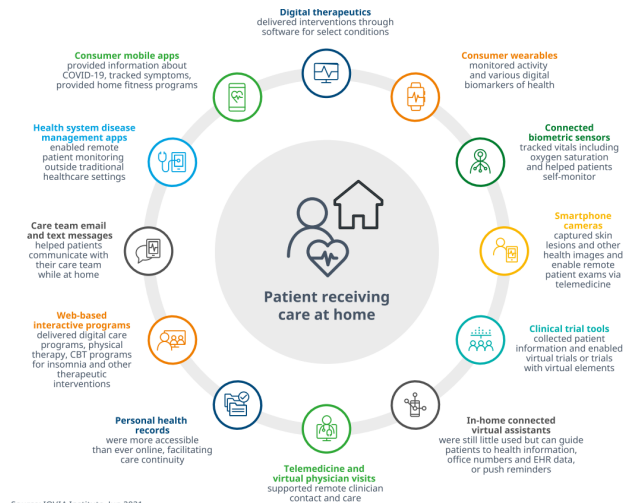 Digital therapeutics
delivered interventions through
software for select conditions
Consumer wearables
monitored activity
and various digital
biomarkers of health
Connected
biometric sensors
tracked vitals including
oxygen saturation
and helped patients
self-monitor
Smartphone
cameras
captured skin
lesions and other
health images and
enable remote
patient exams via
telemedicine
Clinical trial tools
collected patient
information and enabled
virtual trials or trials
with virtual elements
In-home connected
virtual assistants
were still little used but can guide
patients to health information,
office numbers and EHR data,
or push reminders
Telemedicine and
virtual physician visits
supported remote clinician
contact and care
Personal health
records
were more accessible
than ever online, facilitating
care continuity
Web-based
interactive programs
delivered digital care
programs, physical
therapy, CBT programs
for insomnia and other
therapeutic
interventions
Care team email
and text messages
helped patients
communicate with
their care team
while at home
Health system disease
management apps
enabled remote
patient monitoring
outside traditional
healthcare settings
Consumer mobile apps
provided information about
COVID-19, tracked symptoms,
provided home fitness programs
Patient receiving
care at home